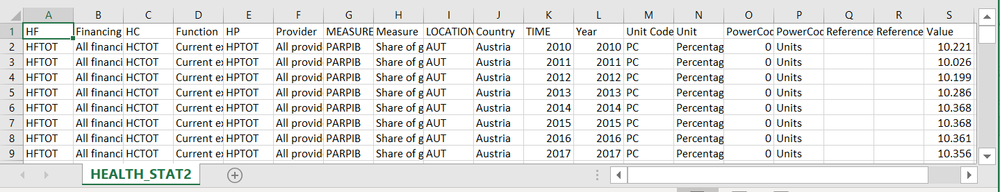 A B C D E F G H I J K L M N O P Q R S
1 HF Financing HC Function HP Provider MEASURE Measure LOCATION Country TIME Year Unit Code Unit PowerCoc PowerCoc Reference Reference Value
2 HFTOT All financi HCTOT Current ex HPTOT All provid PARPIB Share of g AUT Austria 2010 2010 PC Percentag 0 Units 10.221
3 HFTOT All financi HCTOT Current ex HPTOT All provid PARPIB Share of g AUT Austria 2011 2011 PC Percentag 0 Units 10.026
4 HFTOT All financi HCTOT Current ex HPTOT All provid PARPIB Share of g AUT Austria 2012 2012 PC Percentag 0 Units 10.199
5 HFTOT All financi HCTOT Current ex HPTOT All provid PARPIB Share of g AUT Austria 2013 2013 PC Percentag 0 Units 10.286
6 HFTOT All financi HCTOT Current ex HPTOT All provid PARPIB Share of g AUT Austria 2014 2014 PC Percentag 0 Units 10.368
7 HFTOT All financi HCTOT Current ex HPTOT All provid PARPIB Share of g AUT Austria 2015 2015 PC Percentag 0 Units 10.368
8 HFTOT All financi HCTOT Current ex HPTOT All provid PARPIB Share of g AUT Austria 2016 2016 PC Percentag 0 Units 10.361
9 HFTOT All financi HCTOT Current ex HPTOT All provid PARPIB Share of g AUT Austria 2017 2017 PC Percentag 0 Units 10.356
HEALTH_STAT2